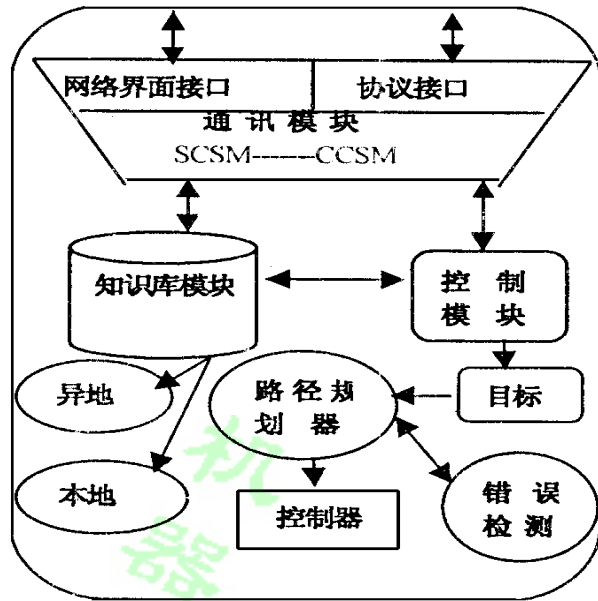 网络界面接口
协议接口
通讯模块
SCSM-------CCSM
知识库模块
控制
模块
异地
路径规
划器
目标
本地
控制器
错误
检测
机
器